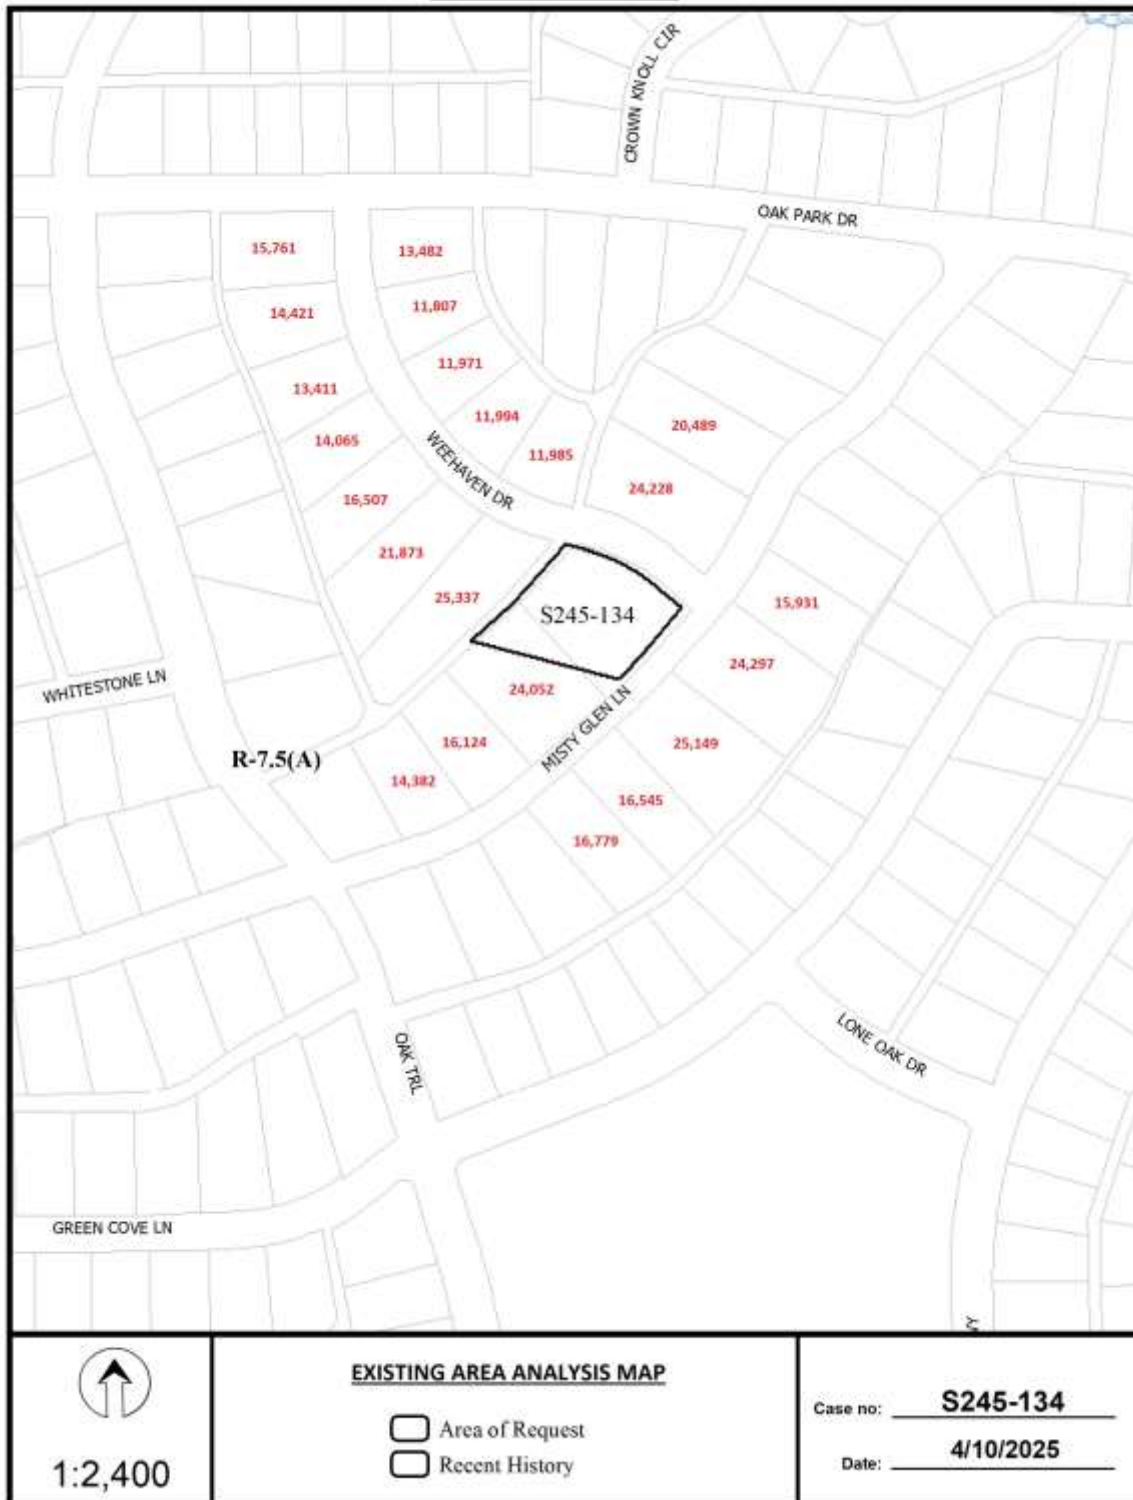 CROWN KNOLL CIR
OAK PARK DR
15,761
13,482
14,421
11,807
11,971
13,411
11,994
14,065
20,489
WEEHAVEN DR
11,985
16,507
24,228
21,873
25,337
S245-134
15,931
WHITESTONE LN
24,297
24,052
MISTY GLEN LN
16,124
25,149
R-7.5(A)
14,382
16,545
16,779
OAK TRL
LONE OAK DR
GREEN COVE LN
1:2,400
EXISTING AREA ANALYSIS MAP
Area of Request
Recent History
Case no: S245-134
Date: 4/10/2025